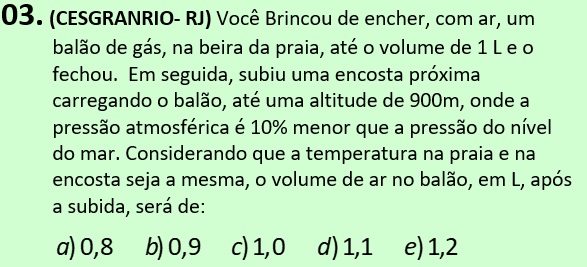 03. (CESGRANRIO- RJ) Você Brincou de encher, com ar, um
balão de gás, na beira da praia, até o volume de 1 L e o
fechou. Em seguida, subiu uma encosta próxima
carregando o balão, até uma altitude de 900m, onde a
pressão atmosférica é 10% menor que a pressão do nível
do mar. Considerando que a temperatura na praia e na
encosta seja a mesma, o volume de ar no balão, em L, após
a subida, será de:
a) 0,8 b) 0,9 c) 1,0 d) 1,1 e) 1,2